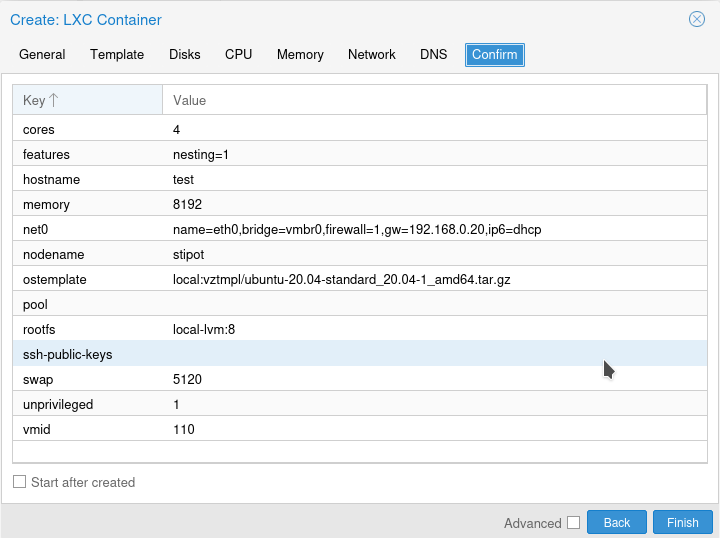 Create: LXC Container
General Template Disks CPU Memory Network DNS Confirm
Key Value
cores 4
features nesting=1
hostname test
memory 8192
net0 name=eth0,bridge=vmbr0,firewall=1,gw=192.168.0.20,ip6=dhcp
nodename stipot
ostemplate local:vztmpl/ubuntu-20.04-standard_20.04-1_amd64.tar.gz
pool
rootfs local-lvm:8
ssh-public-keys
swap 5120
unprivileged 1
vmid 110
Start after created
Advanced Back Finish